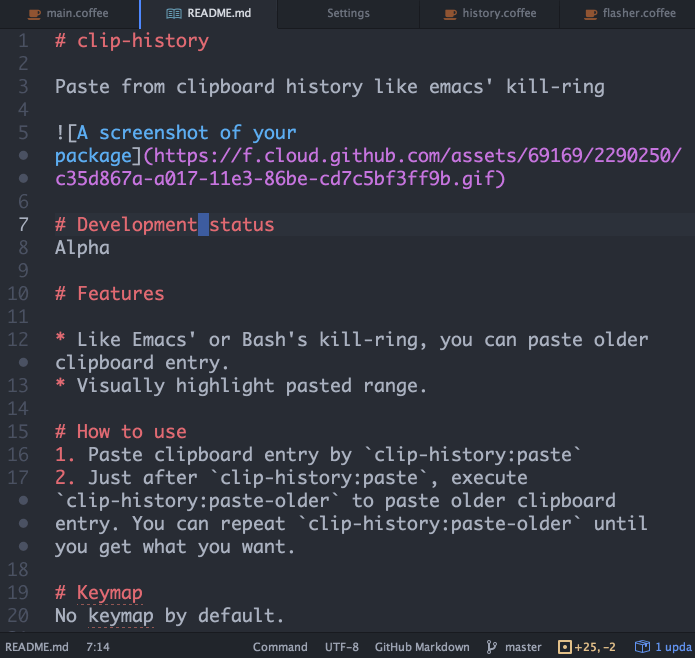 main.coffee README.md Settings history.coffee flasher.coffee
1 # clip-history
2
3 Paste from clipboard history like emacs' kill-ring
4
5 ![A screenshot of your
package](https://f.cloud.github.com/assets/69169/2290250/
c35d867a-a017-11e3-86be-cd7c5bf3ff9b.gif)
6
7 # Development status
8 Alpha
9
10 # Features
11
12 * Like Emacs' or Bash's kill-ring, you can paste older
clipboard entry.
13 * Visually highlight pasted range.
14
15 # How to use
16 1. Paste clipboard entry by `clip-history:paste`
17 2. Just after `clip-history:paste`, execute
`clip-history:paste-older` to paste older clipboard
entry. You can repeat `clip-history:paste-older` until
you get what you want.
18
19 # Keymap
20 No keymap by default.
README.md 7:14 Command UTF-8 GitHub Markdown master +25, -2 1 upda